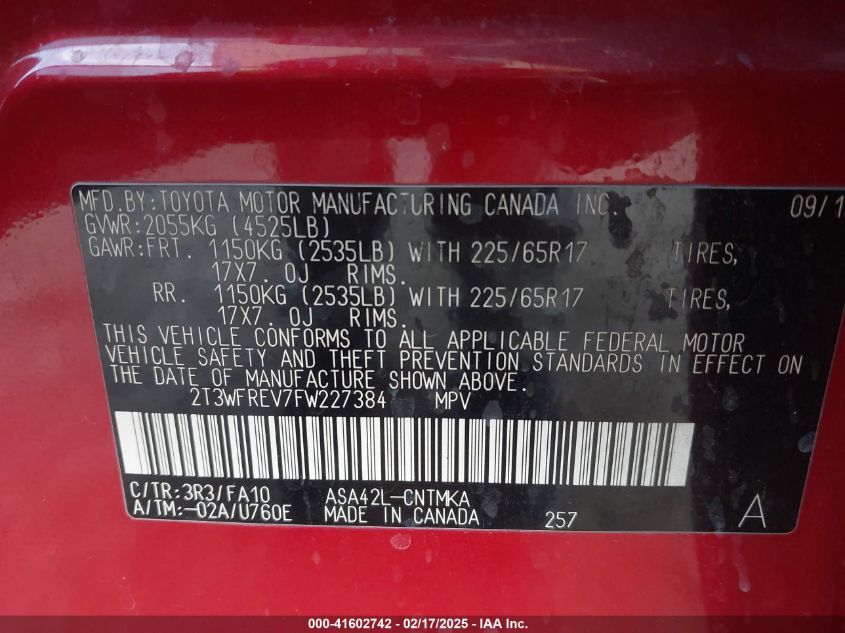 MFD. BY: TOYOTA MOTOR MANUFACTURING CANADA INC. 09/1
GVWR: 2055KG (4525LB)
GAWR: FRT. 1150KG (2535LB) WITH 225/65R17 TIRES,
17X7. 0J RIMS.
RR. 1150KG (2535LB) WITH 225/65R17 TIRES,
17X7. 0J RIMS.
THIS VEHICLE CONFORMS TO ALL APPLICABLE FEDERAL MOTOR
VEHICLE SAFETY AND THEFT PREVENTION STANDARDS IN EFFECT ON
THE DATE OF MANUFACTURE SHOWN ABOVE.
2T3WFREV7FW227384 MPV
C/TR: 3R3/FA10 ASA42L-CNTMKA
A/TM: -02A/U760E MADE IN CANADA 257 A
000-41602742 - 02/17/2025 - IAA Inc.